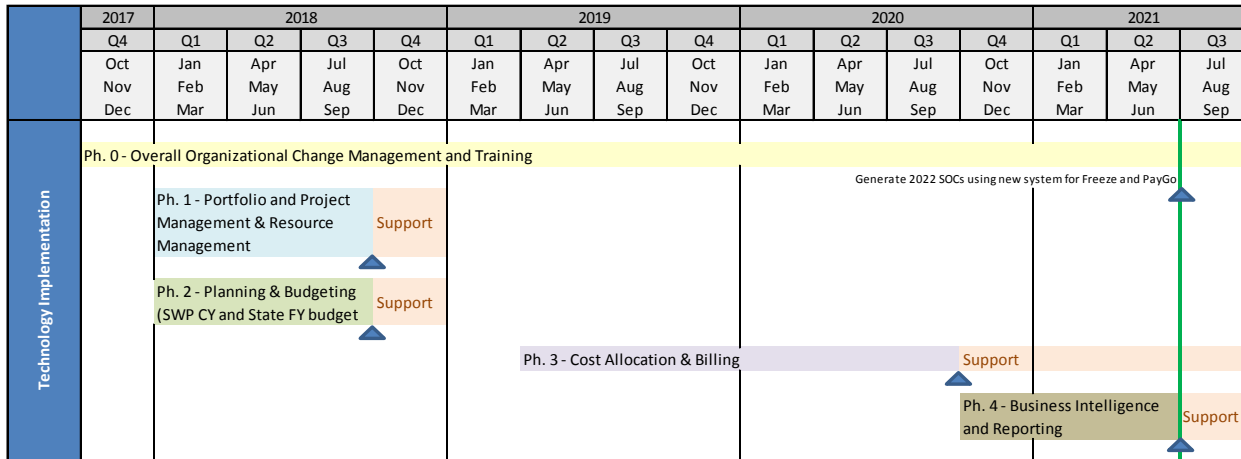 2017 2018 2019 2020 2021
Q4 Q1 Q2 Q3 Q4 Q1 Q2 Q3 Q4 Q1 Q2 Q3 Q4 Q1 Q2 Q3
Oct Jan Apr Jul Oct Jan Apr Jul Oct Jan Apr Jul Oct Jan Apr Jul
Nov Feb May Aug Nov Feb May Aug Nov Feb May Aug Nov Feb May Aug
Dec Mar Jun Sep Dec Mar Jun Sep Dec Mar Jun Sep Dec Mar Jun Sep
Technology Implementation
Ph. 0 - Overall Organizational Change Management and Training
Generate 2022 SOCs using new system for Freeze and PayGo
Ph. 1 - Portfolio and Project
Management & Resource
Management
Support
Ph. 2 - Planning & Budgeting
(SWP CY and State FY budget
Support
Ph. 3 - Cost Allocation & Billing
Support
Ph. 4 - Business Intelligence
and Reporting
Support